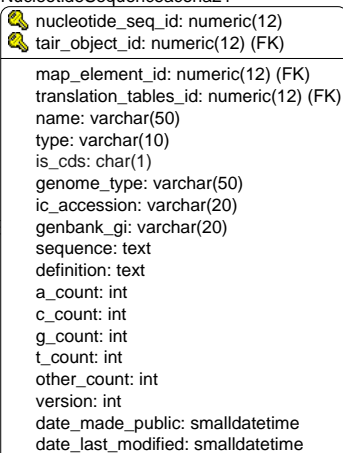 nucleotide_seq_id: numeric(12)
tair_object_id: numeric(12) (FK)
map_element_id: numeric(12) (FK)
translation_tables_id: numeric(12) (FK)
name: varchar(50)
type: varchar(10)
is_cds: char(1)
genome_type: varchar(50)
ic_accession: varchar(20)
genbank_gi: varchar(20)
sequence: text
definition: text
a_count: int
c_count: int
g_count: int
t_count: int
other_count: int
version: int
date_made_public: smalldatetime
date_last_modified: smalldatetime